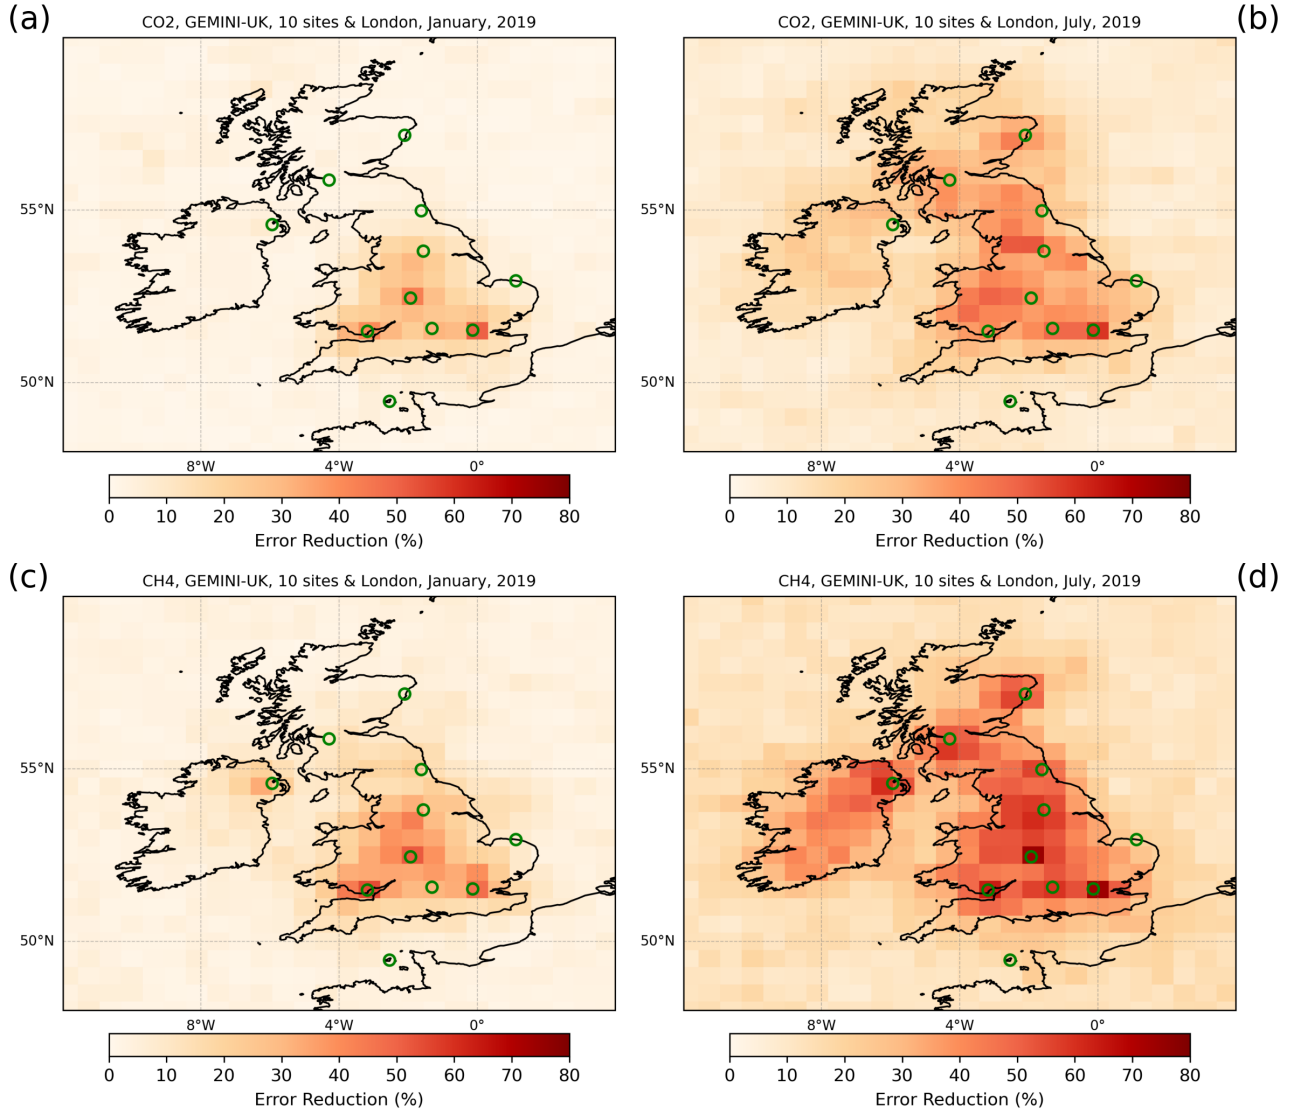 (a)
CO2, GEMINI-UK, 10 sites & London, January, 2019
CO2, GEMINI-UK, 10 sites & London, July, 2019
(b)
55°N
50°N
8°W 4°W 0°
8°W 4°W 0°
0 10 20 30 40 50 60 70 80
0 10 20 30 40 50 60 70 80
Error Reduction (%)
Error Reduction (%)
(c)
CH4, GEMINI-UK, 10 sites & London, January, 2019
CH4, GEMINI-UK, 10 sites & London, July, 2019
(d)
55°N
50°N
8°W 4°W 0°
8°W 4°W 0°
0 10 20 30 40 50 60 70 80
0 10 20 30 40 50 60 70 80
Error Reduction (%)
Error Reduction (%)